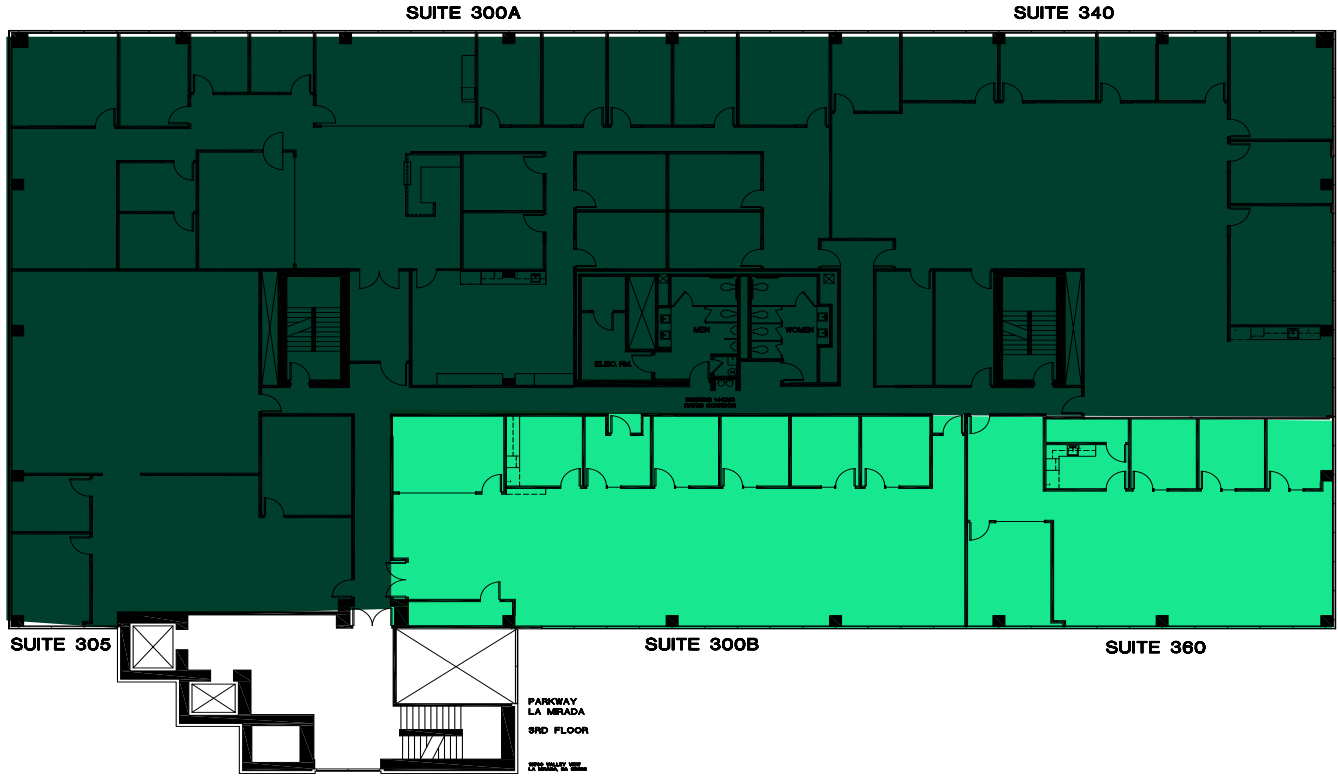 SUITE 300A
SUITE 340
MEN
WOMEN
ELEC. RM.
SUITE 305
SUITE 300B
SUITE 360
PARKWAY
LA MIRADA
3RD FLOOR